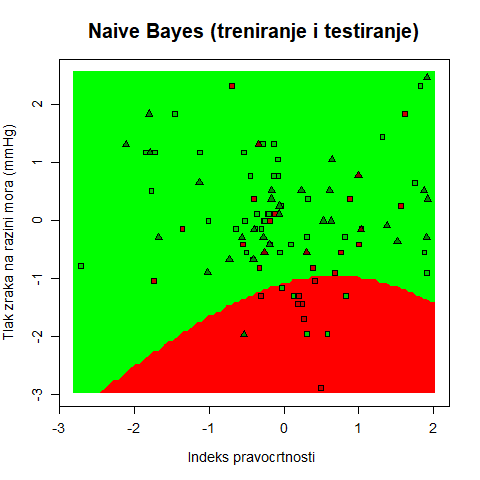 Naive Bayes (treniranje i testiranje)
Tlak zraka na razini mora (mmHg)
2
1
0
-1
-2
-3
-3 -2 -1 0 1 2
Indeks pravocrtnosti